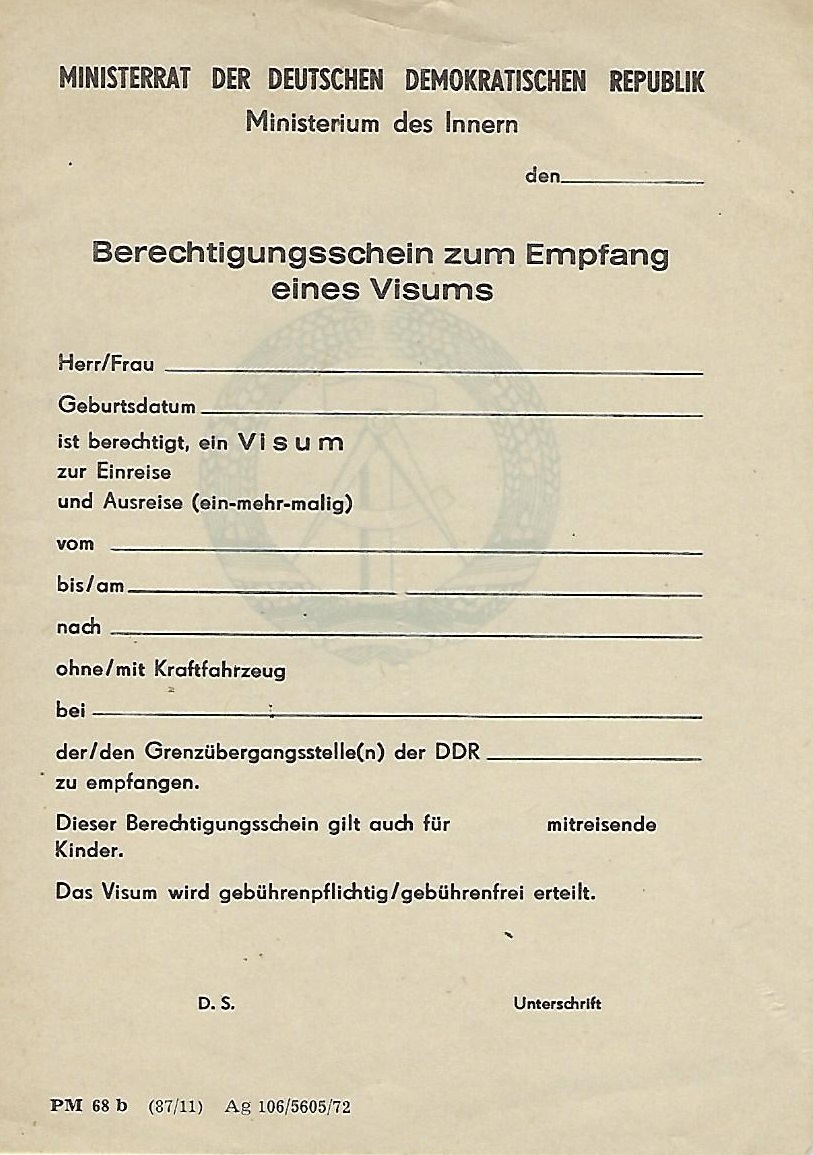 MINISTERRAT DER DEUTSCHEN DEMOKRATISCHEN REPUBLIK
Ministerium des Innern
den
Berechtigungsschein zum Empfang
eines Visums
Herr/Frau
Geburtsdatum
ist berechtigt, ein Visum
zur Einreise
und Ausreise (ein-mehr-malig)
vom
bis/am
nach
ohne/mit Kraftfahrzeug
bei
der/den Grenzübergangsstelle(n) der DDR
zu empfangen.
Dieser Berechtigungsschein gilt auch für mitreisende
Kinder.
Das Visum wird gebührenpflichtig/gebührenfrei erteilt.
D. S. Unterschrift
PM 68 b (87/11) Ag 106/5605/72